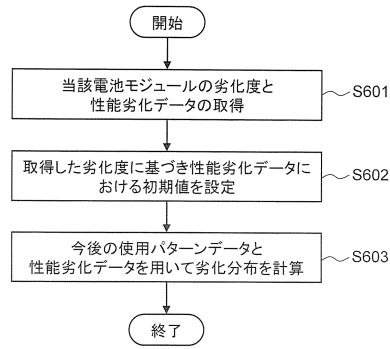 開始
当該電池モジュールの劣化度と
性能劣化データの取得
S601
取得した劣化度に基づき性能劣化データに
おける初期値を設定
S602
今後の使用パターンデータと
性能劣化データを用いて劣化分布を計算
S603
終了